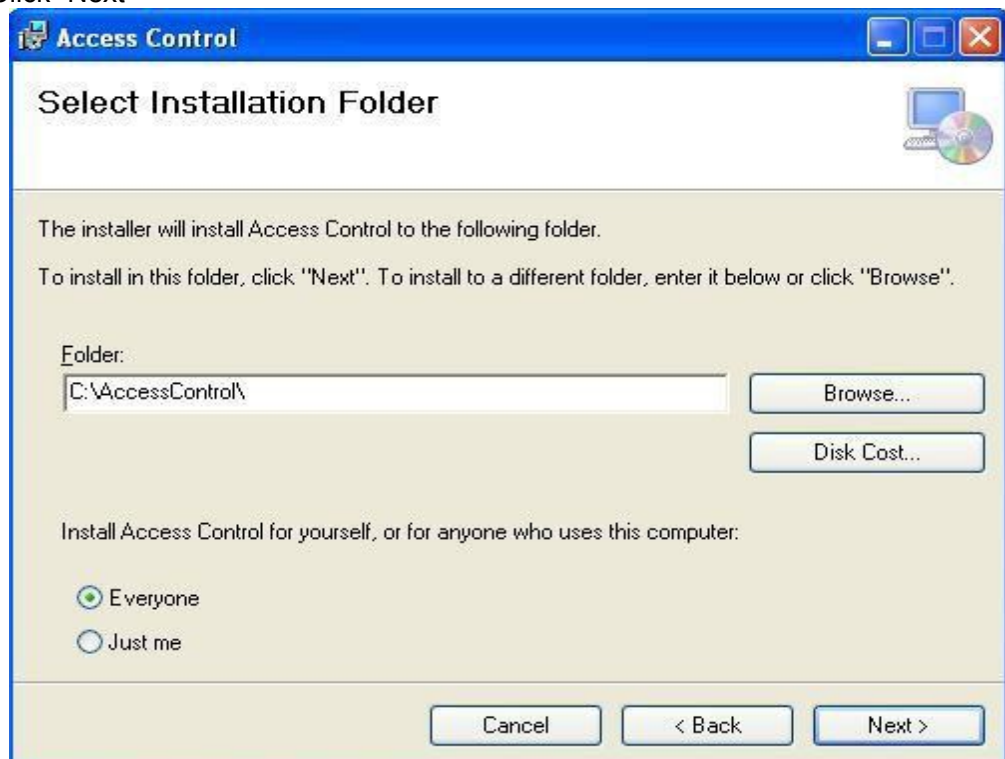 Click "Next"
Access Control
Select Installation Folder
The installer will install Access Control to the following folder.
To install in this folder, click "Next". To install to a different folder, enter it below or click "Browse".
Folder:
C:\AccessControl\
Browse...
Disk Cost...
Install Access Control for yourself, or for anyone who uses this computer:
Everyone
Just me
Cancel
< Back
Next >